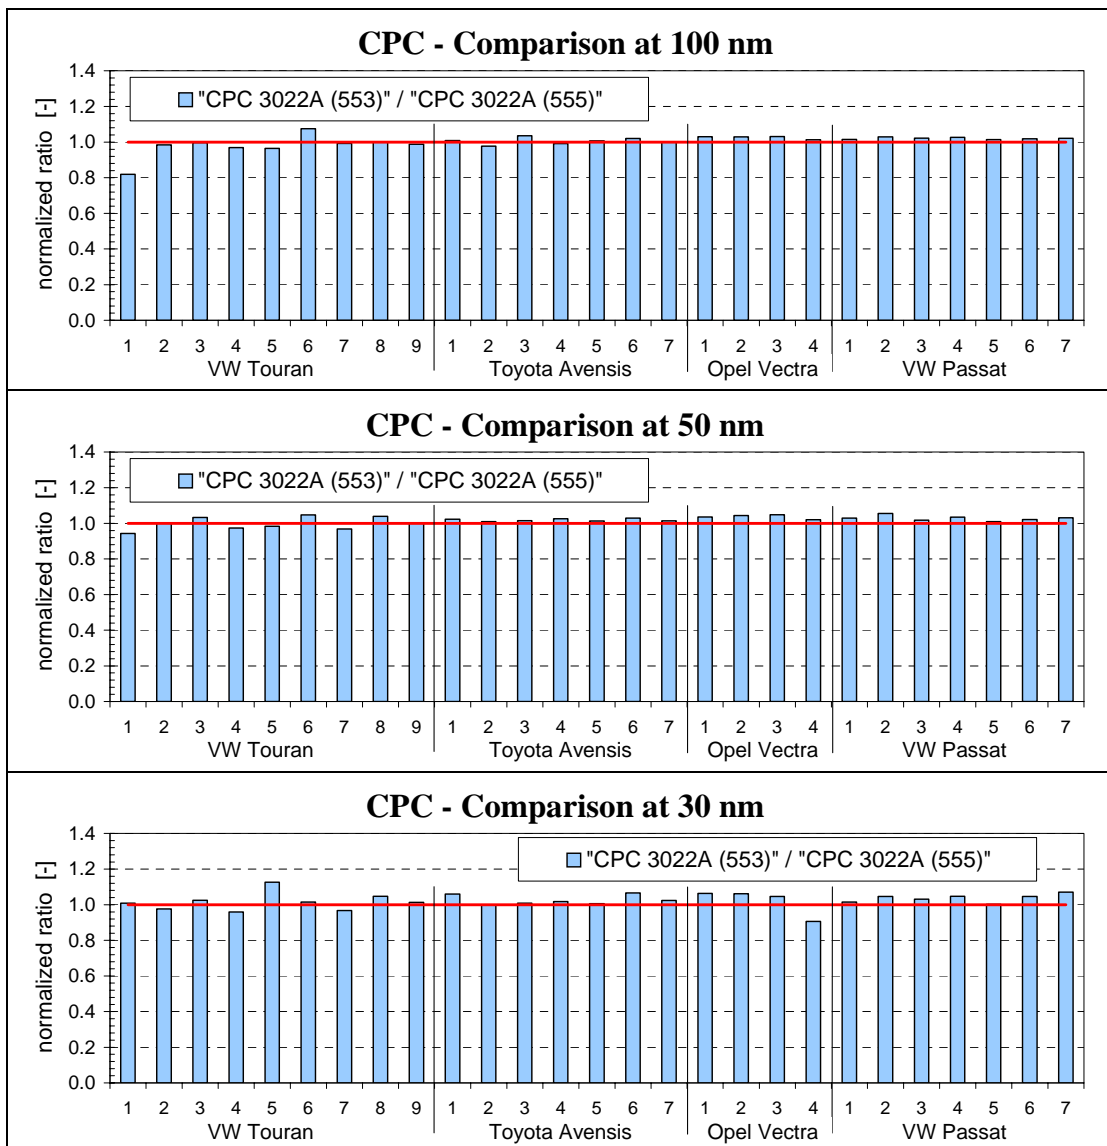 CPC - Comparison at 100 nm
1.4
1.2
1.0
0.8
0.6
0.4
0.2
0.0
normalized ratio [-]
"CPC 3022A (553)" / "CPC 3022A (555)"
1 2 3 4 5 6 7 8 9 1 2 3 4 5 6 7 1 2 3 4 1 2 3 4 5 6 7
VW Touran Toyota Avensis Opel Vectra VW Passat
CPC - Comparison at 50 nm
1.4
1.2
1.0
0.8
0.6
0.4
0.2
0.0
normalized ratio [-]
"CPC 3022A (553)" / "CPC 3022A (555)"
1 2 3 4 5 6 7 8 9 1 2 3 4 5 6 7 1 2 3 4 1 2 3 4 5 6 7
VW Touran Toyota Avensis Opel Vectra VW Passat
CPC - Comparison at 30 nm
1.4
1.2
1.0
0.8
0.6
0.4
0.2
0.0
normalized ratio [-]
"CPC 3022A (553)" / "CPC 3022A (555)"
1 2 3 4 5 6 7 8 9 1 2 3 4 5 6 7 1 2 3 4 1 2 3 4 5 6 7
VW Touran Toyota Avensis Opel Vectra VW Passat